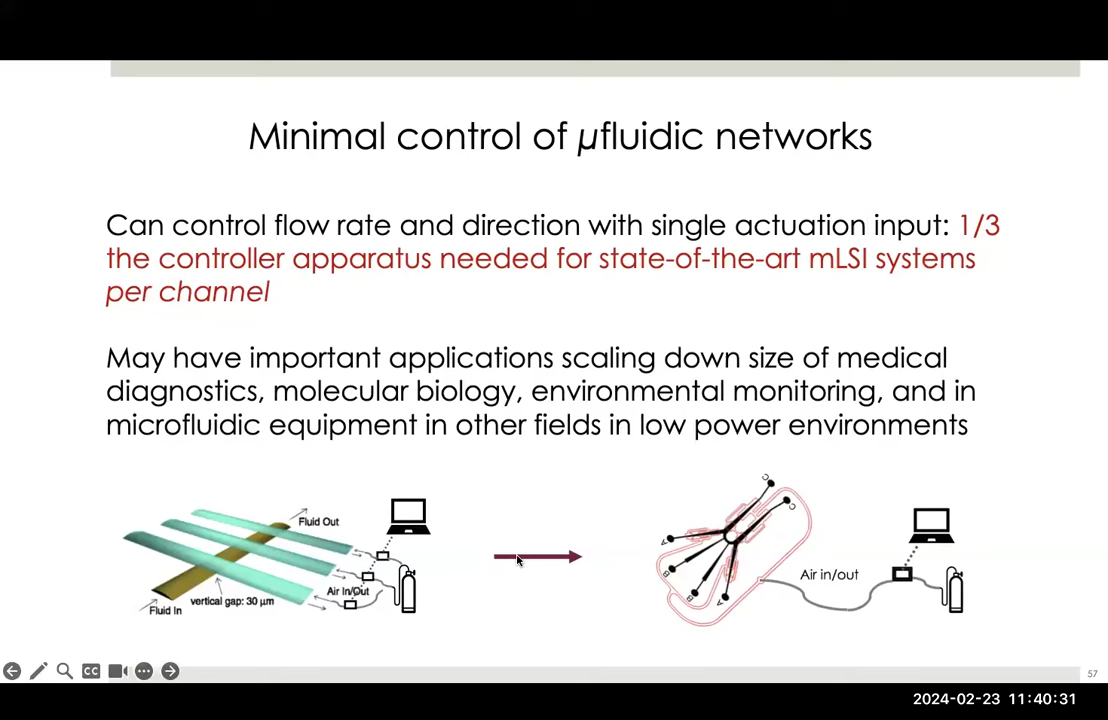 Minimal control of µfluidic networks
Can control flow rate and direction with single actuation input: 1/3
the controller apparatus needed for state-of-the-art mLSI systems
per channel
May have important applications scaling down size of medical
diagnostics, molecular biology, environmental monitoring, and in
microfluidic equipment in other fields in low power environments
Fluid Out
Air In/Out
vertical gap: 30 µm
Fluid In
C
C
A
B
B
A
Air in/out
CC
57
2024-02-23 11:40:31